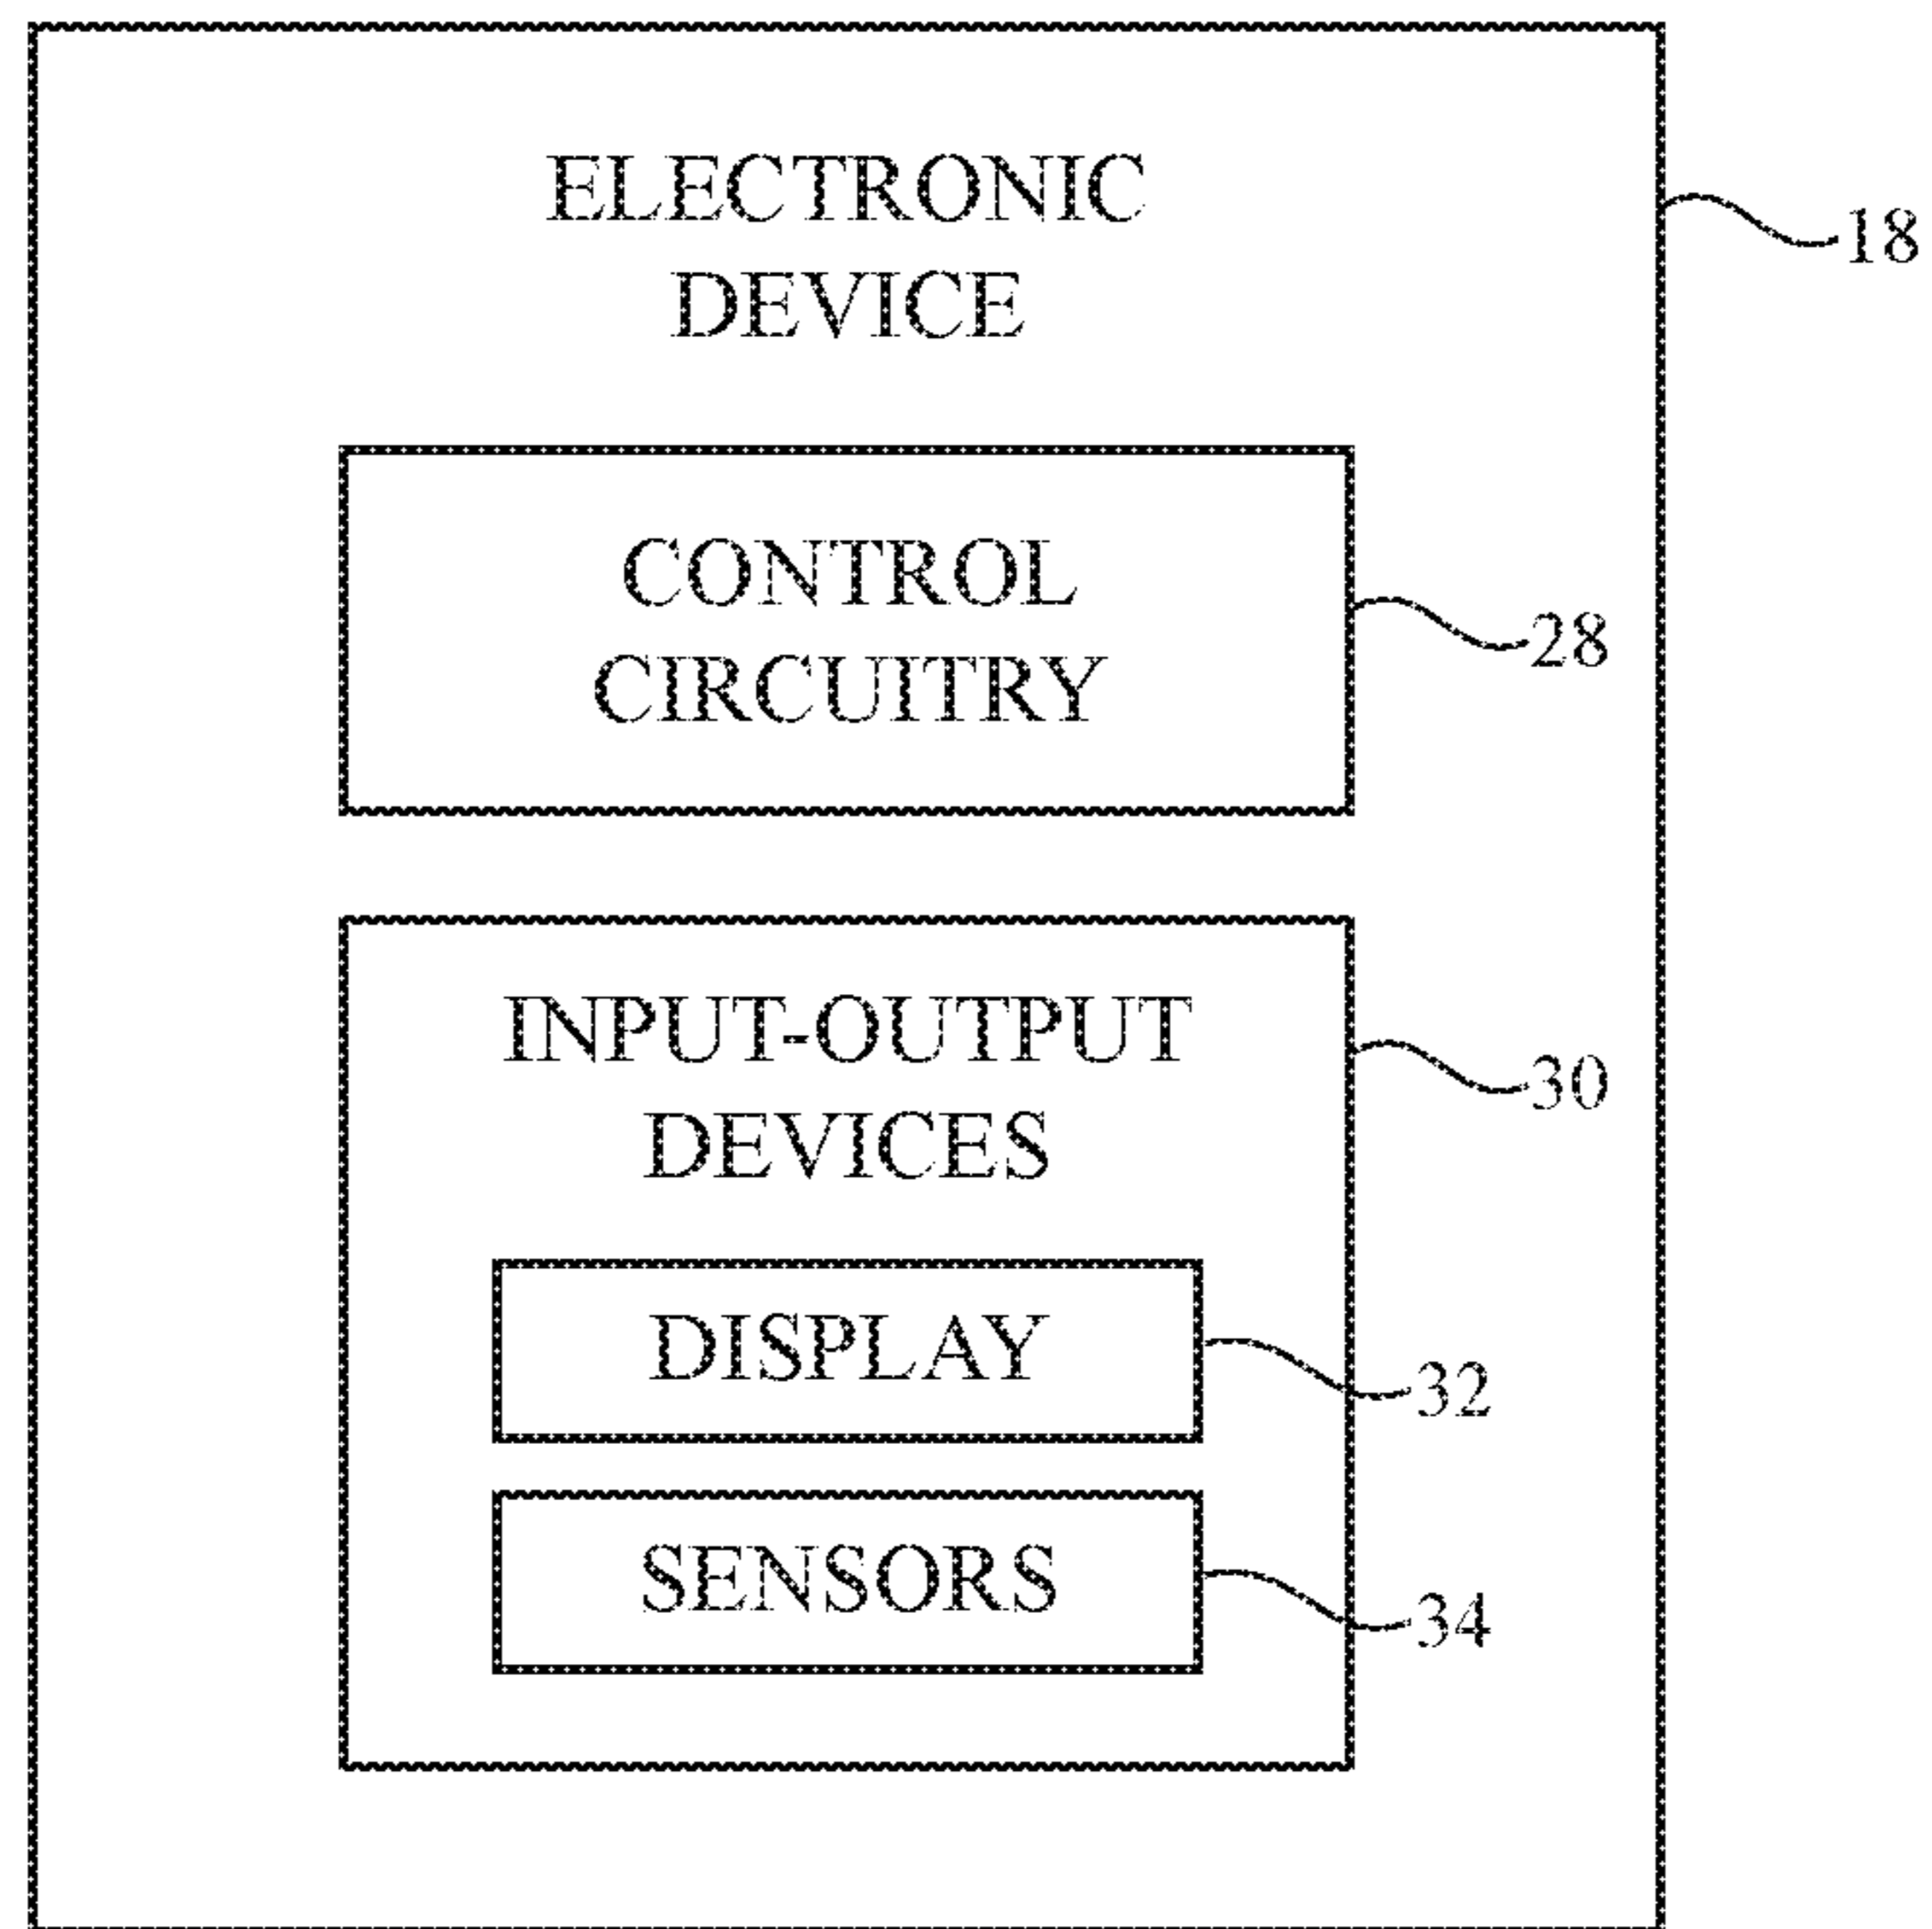 ELECTRONIC
DEVICE
18
CONTROL
CIRCUITRY
28
INPUT-OUTPUT
DEVICES
30
DISPLAY
32
SENSORS
34